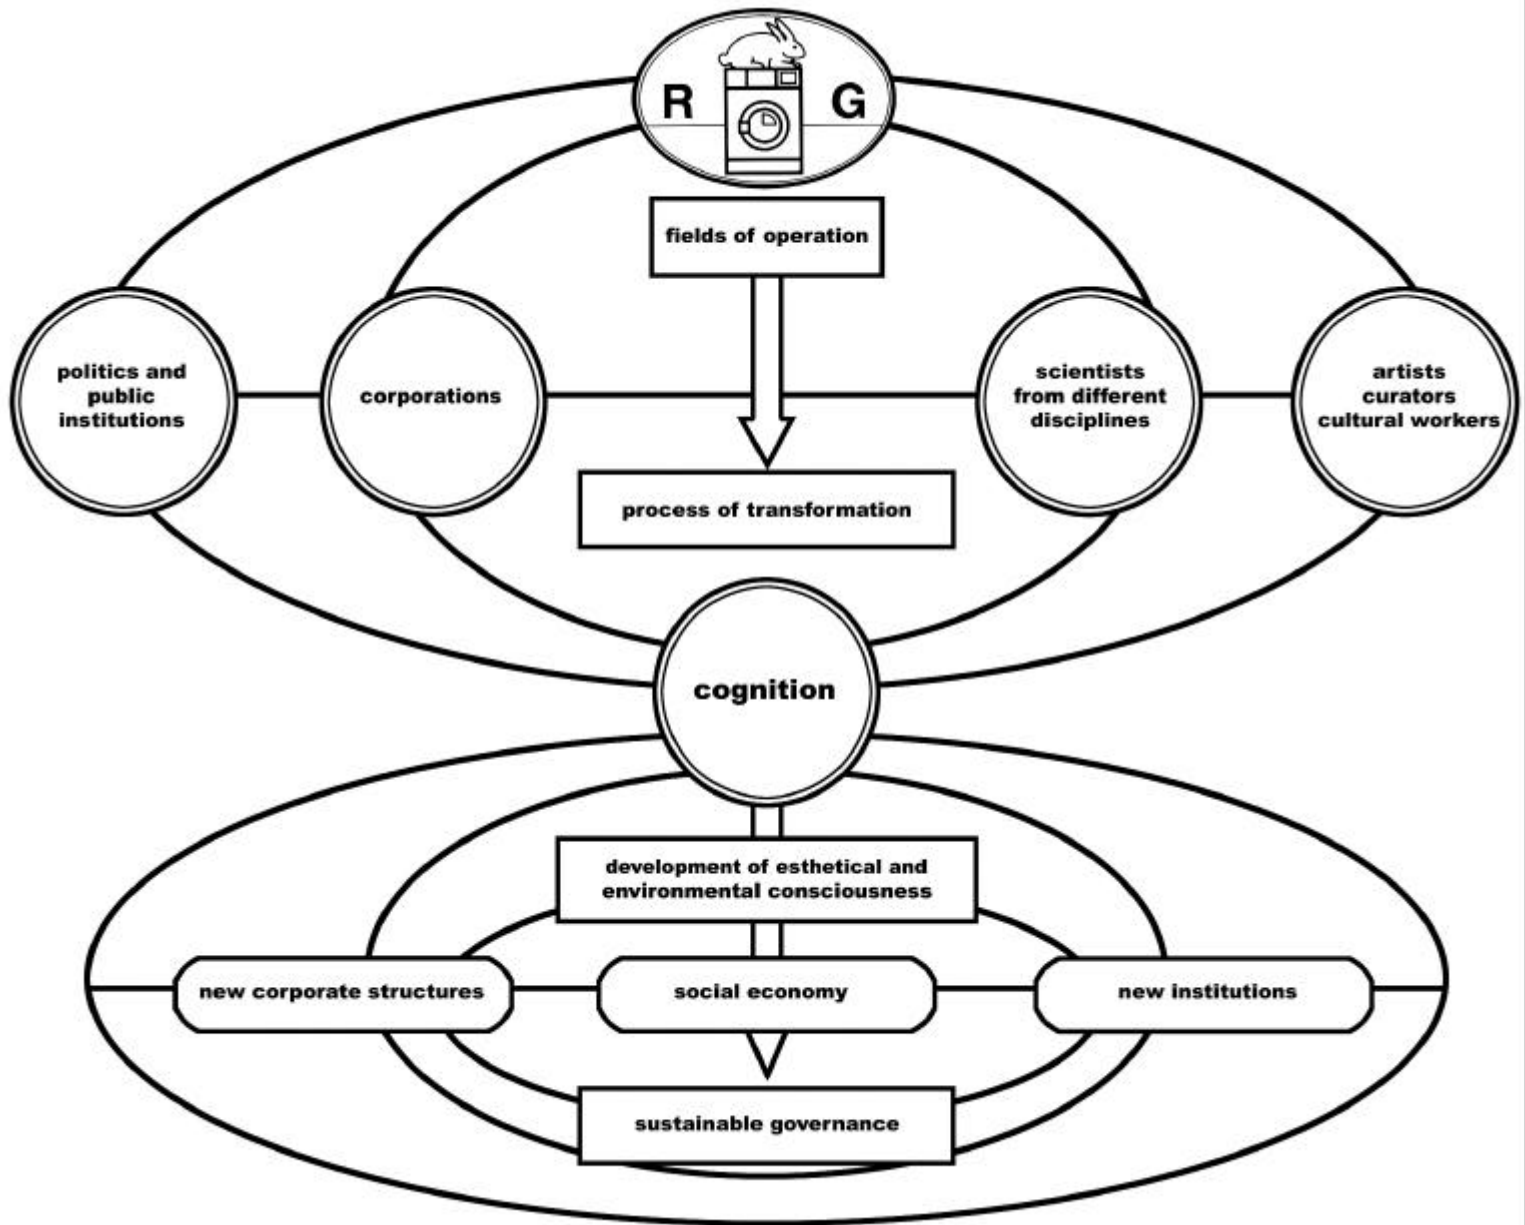 R G
fields of operation
politics and
public
institutions
corporations
scientists
from different
disciplines
artists
curators
cultural workers
process of transformation
cognition
development of esthetical and
environmental consciousness
new corporate structures
social economy
new institutions
sustainable governance